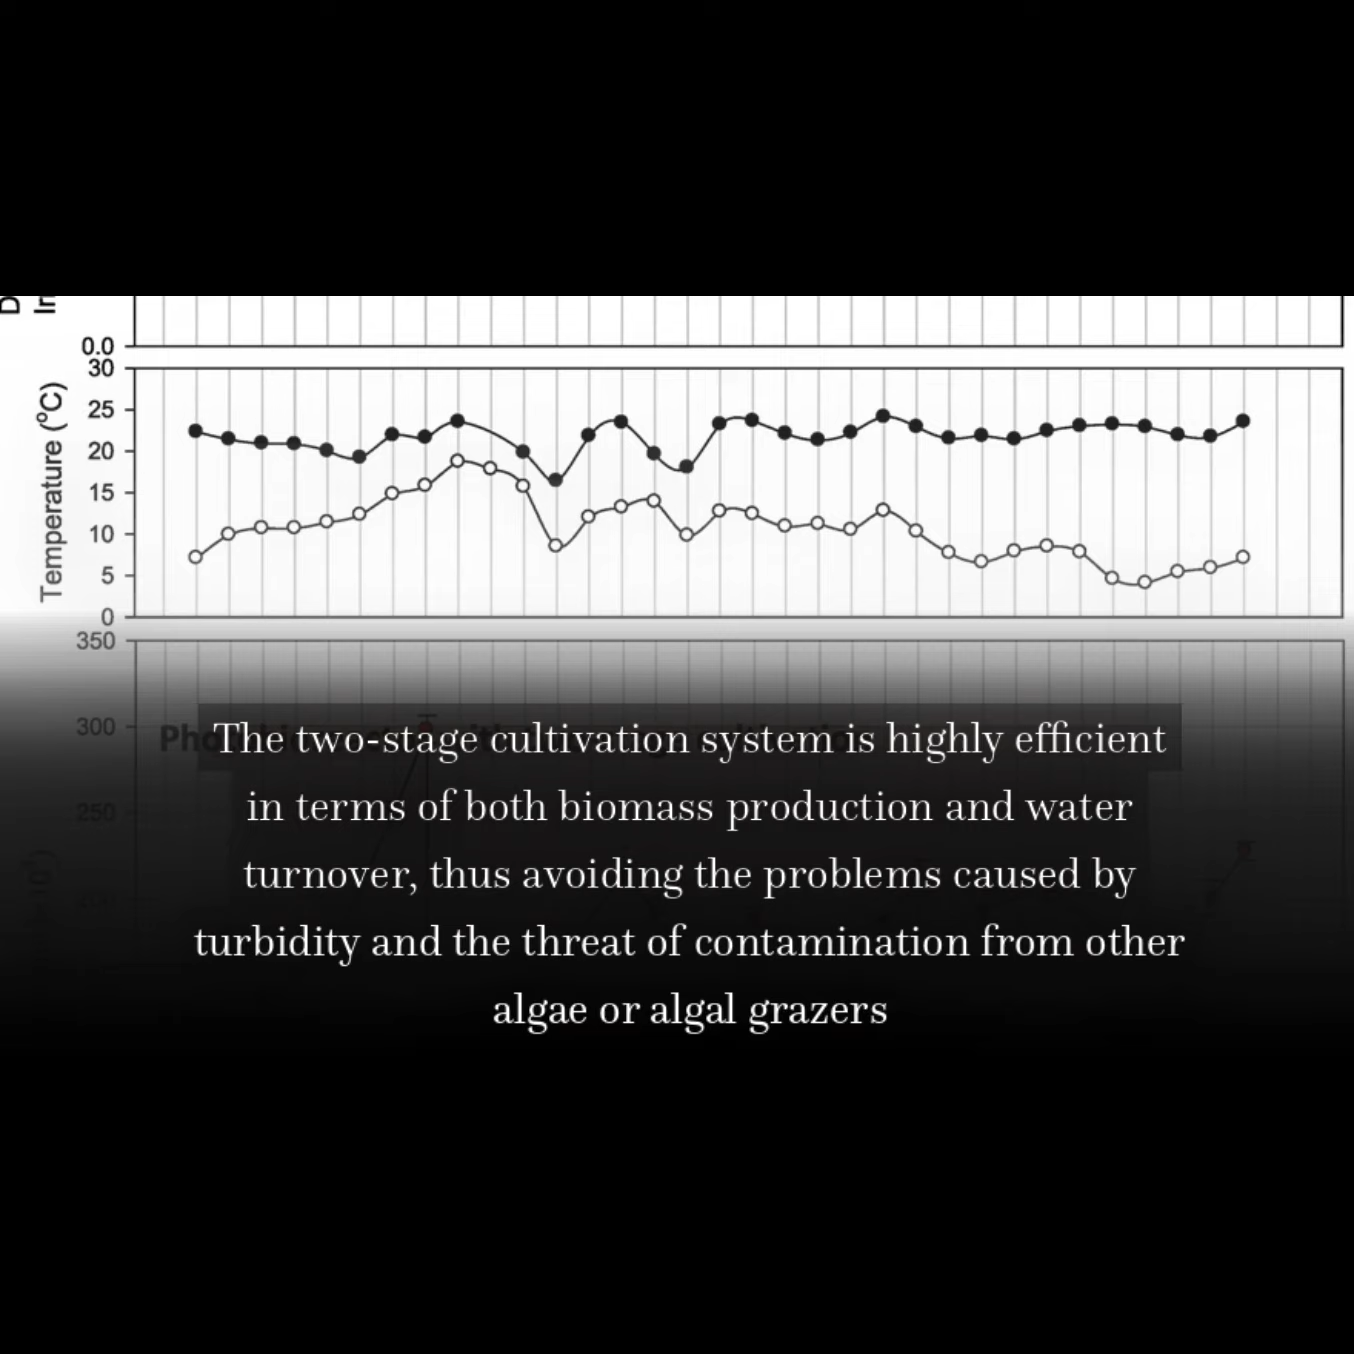 D
In
0.0
30
25
20
15
10
5
0
Temperature (°C)
350
300
250
The two-stage cultivation system is highly efficient
in terms of both biomass production and water
turnover, thus avoiding the problems caused by
turbidity and the threat of contamination from other
algae or algal grazers